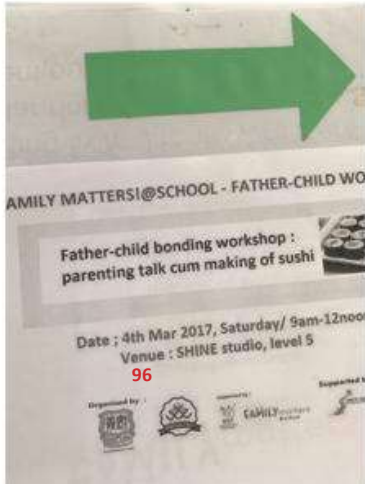 AMILY MATTERS!@SCHOOL - FATHER-CHILD WO
Father-child bonding workshop :
parenting talk cum making of sushi
Date ; 4th Mar 2017, Saturday/ 9am-12noo
Venue : SHINE studio, level 5
96
Organised by :
Supported b
FAMILY